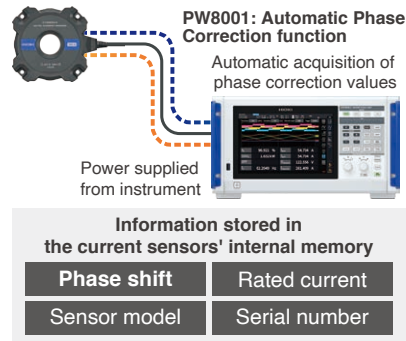 PW8001: Automatic Phase
Correction function
Automatic acquisition of
phase correction values
HIOKI
Power supplied
from instrument
Information stored in
the current sensors' internal memory
Phase shift
Rated current
Sensor model
Serial number